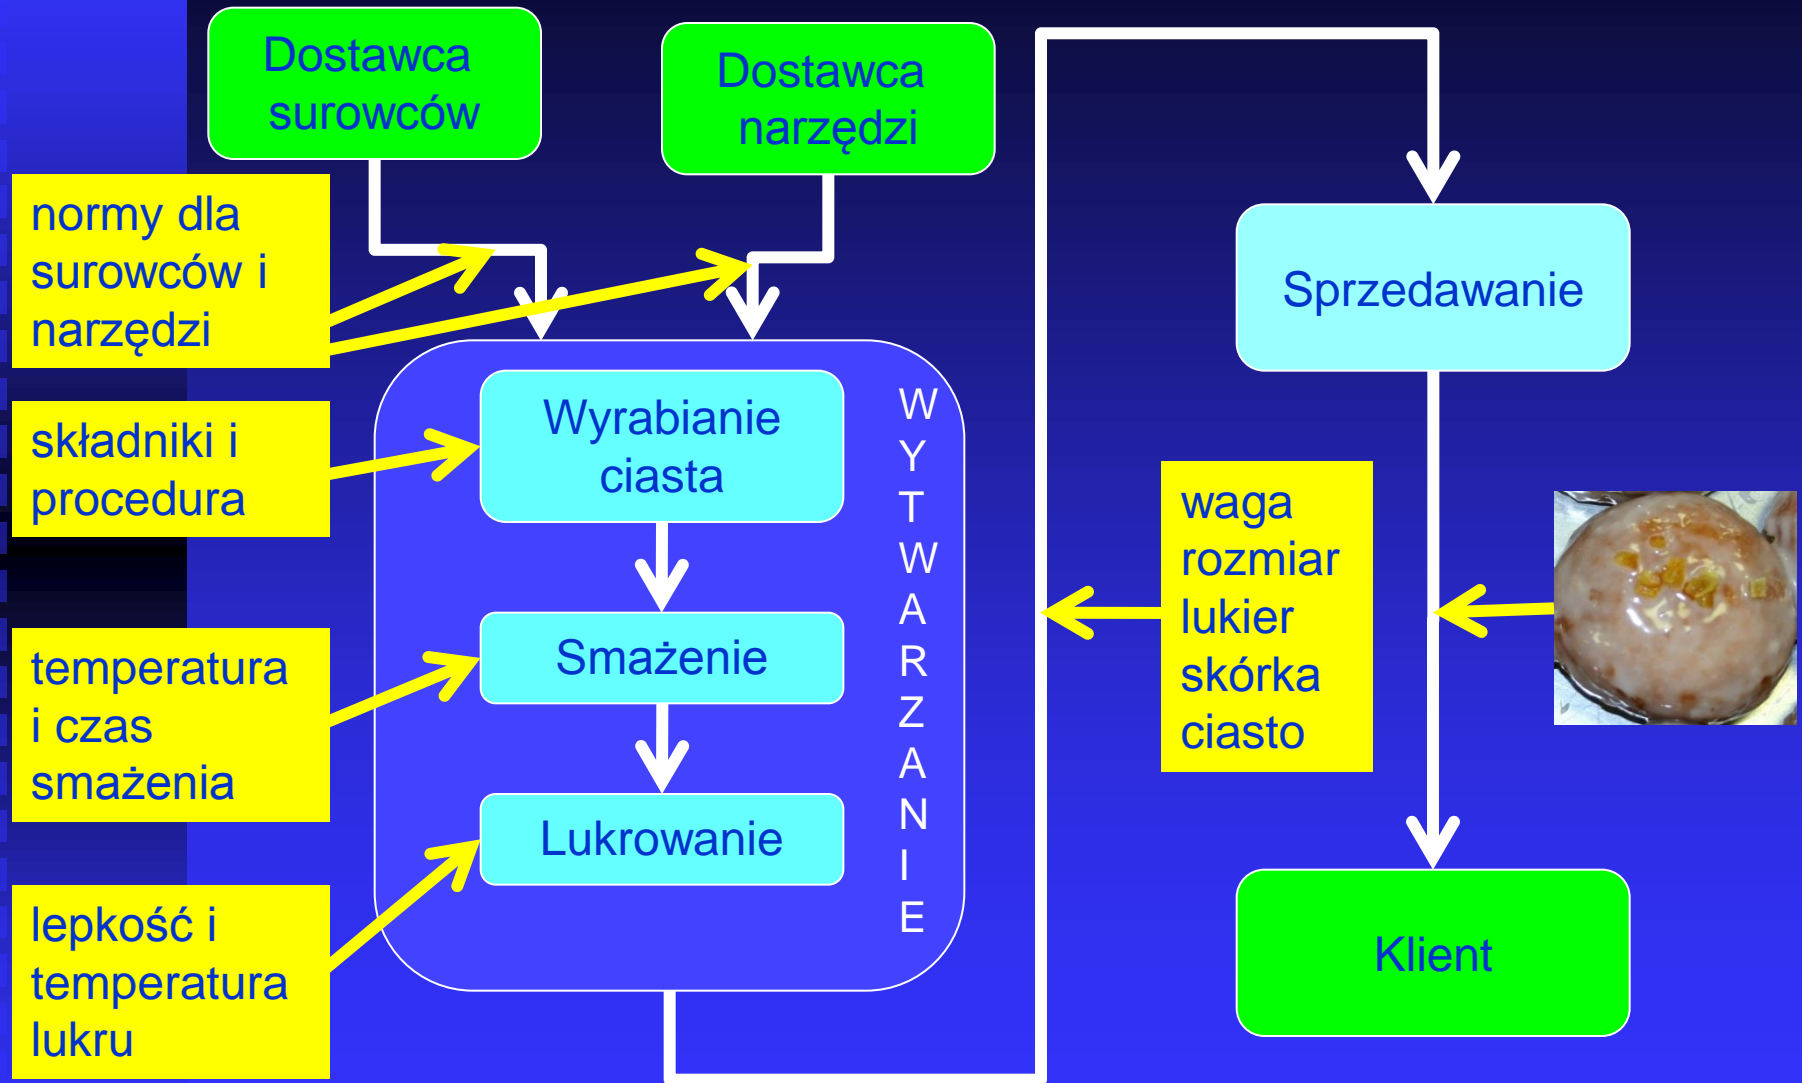 Dostawca
surowców
Dostawca
narzędzi
normy dla
surowców i
narzędzi
składniki i
procedura
temperatura
i czas
smażenia
lepkość i
temperatura
lukru
Wyrabianie
ciasta
Smażenie
Lukrowanie
W
Y
T
W
A
R
Z
A
N
I
E
Sprzedawanie
waga
rozmiar
lukier
skórka
ciasto
Klient